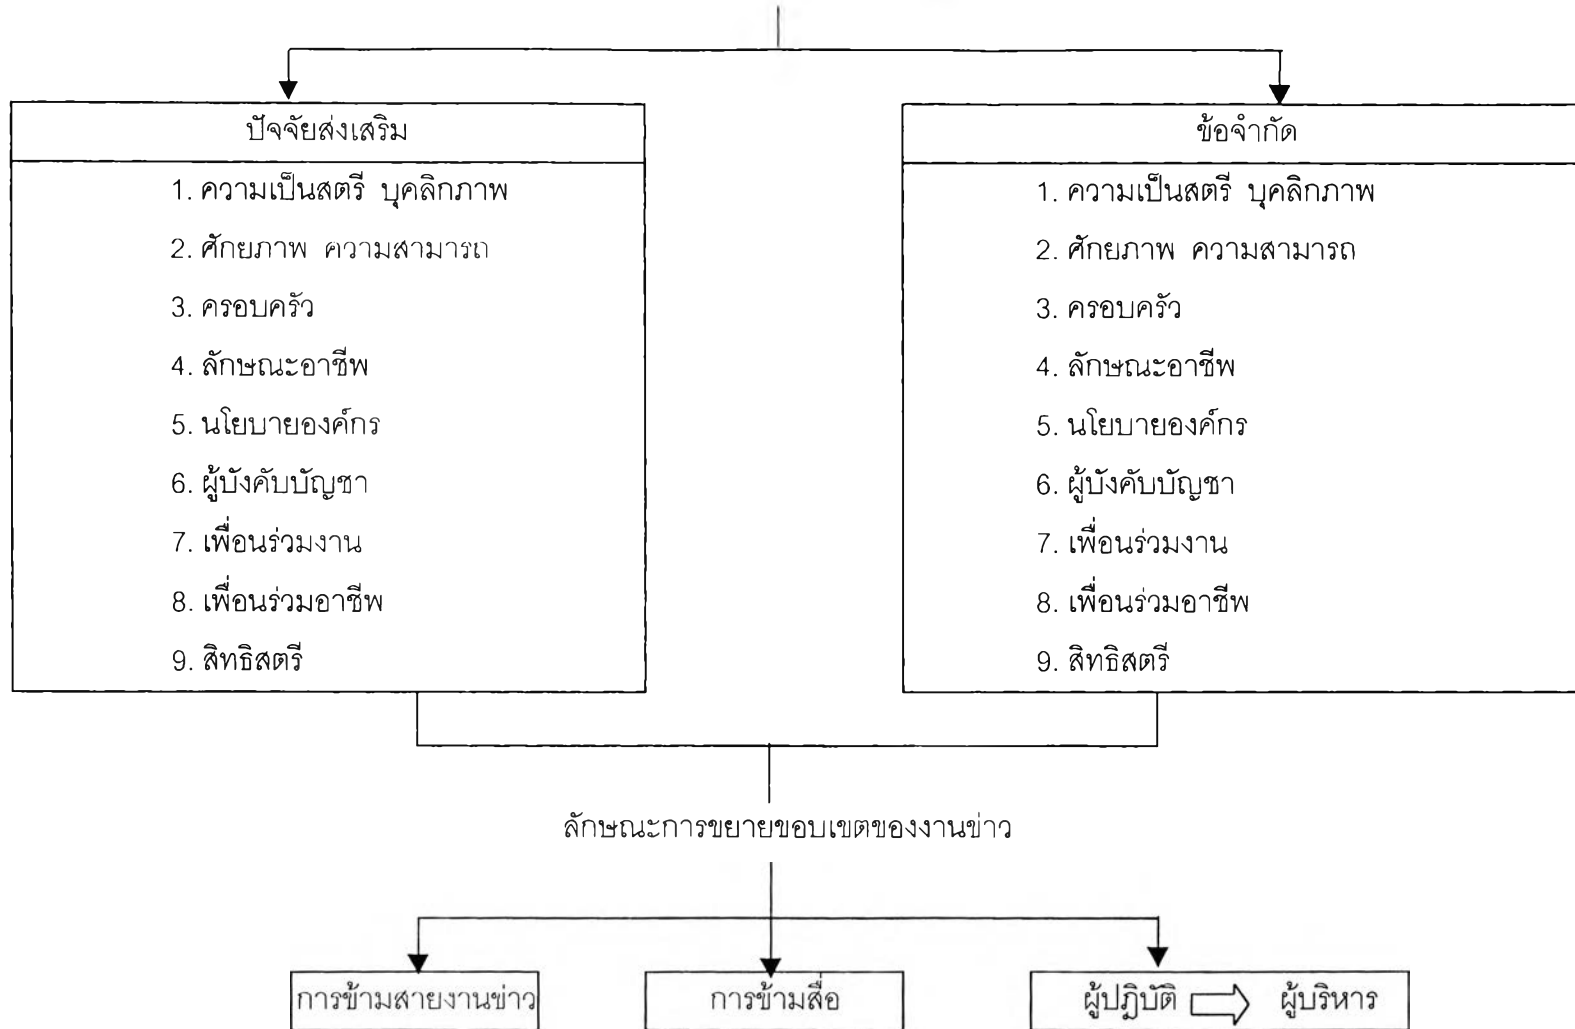 ปัจจัยส่งเสริม
1. ความเป็นสตรี บุคลิกภาพ
2. ศักยภาพ ความสามารถ
3. ครอบครัว
4. ลักษณะอาชีพ
5. นโยบายองค์กร
6. ผู้บังคับบัญชา
7. เพื่อนร่วมงาน
8. เพื่อนร่วมอาชีพ
9. สิทธิสตรี
ข้อจำกัด
1. ความเป็นสตรี บุคลิกภาพ
2. ศักยภาพ ความสามารถ
3. ครอบครัว
4. ลักษณะอาชีพ
5. นโยบายองค์กร
6. ผู้บังคับบัญชา
7. เพื่อนร่วมงาน
8. เพื่อนร่วมอาชีพ
9. สิทธิสตรี
ลักษณะการขยายขอบเขตของงานข่าว
การข้ามสายงานข่าว
การข้ามสื่อ
ผู้ปฏิบัติ ผู้บริหาร